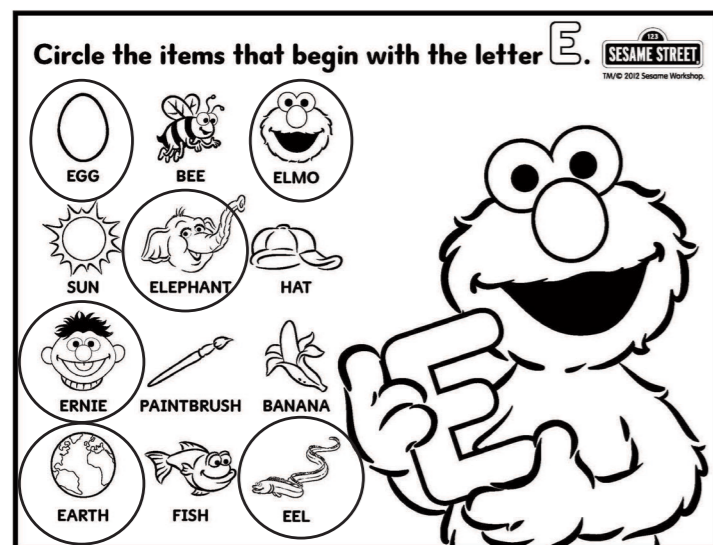 Circle the items that begin with the letter E.
123
SESAME STREET
TM/© 2012 Sesame Workshop.
EGG BEE ELMO
SUN ELEPHANT HAT
ERNIE PAINTBRUSH BANANA
EARTH FISH EEL
E